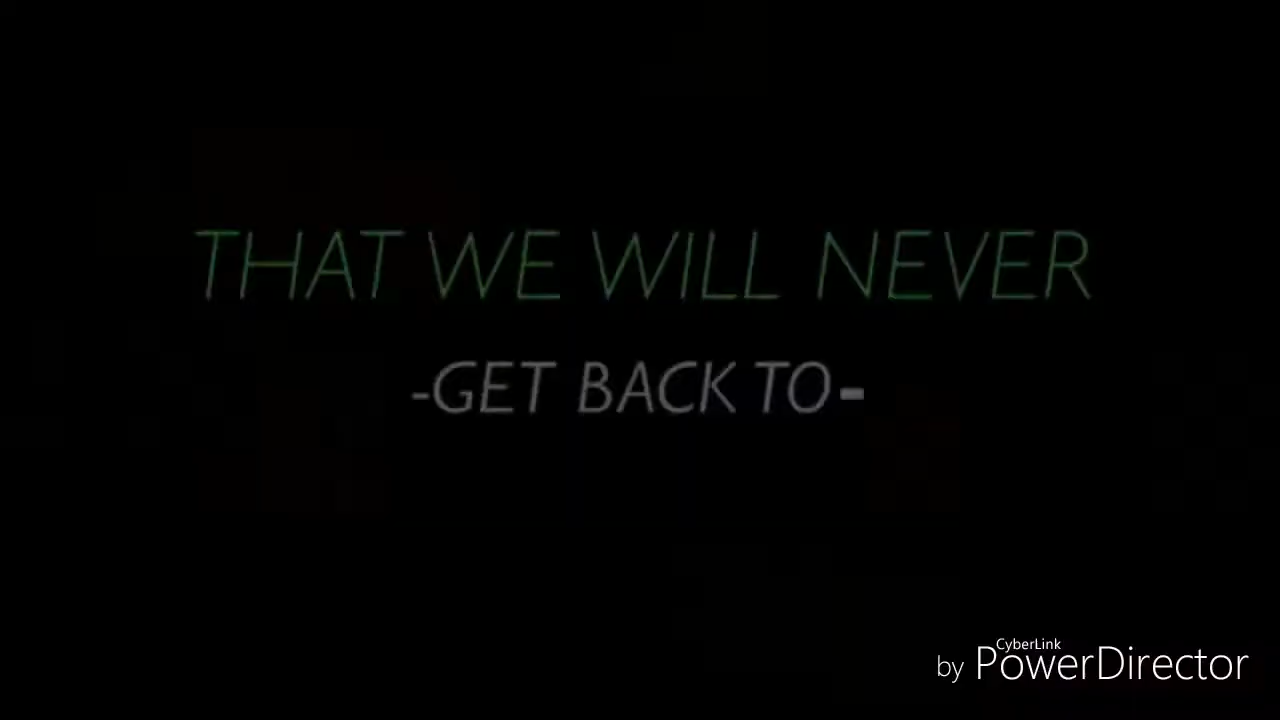 THAT WE WILL NEVER
-GET BACK TO-
CyberLink
by PowerDirector